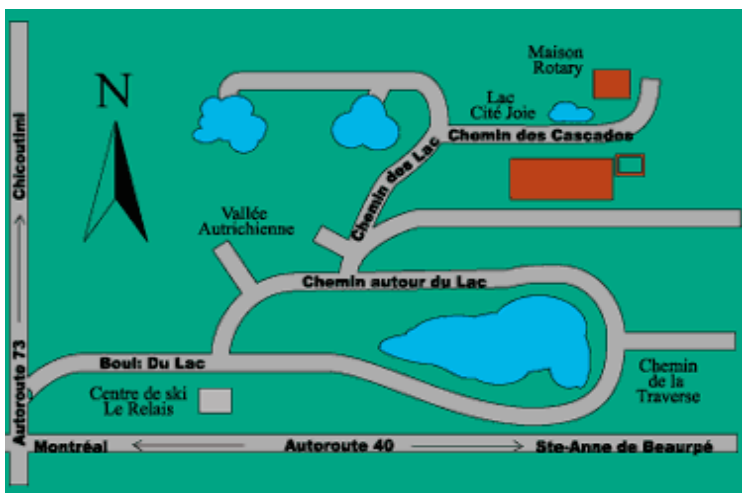 Maison
Rotary
N
Lac
Cité Joie
Chemin des Cascades
Chicoutimi
Chemin des Lac
Vallée
Autrichienne
Chemin autour du Lac
Autoroute 73
Boul: Du Lac
Chemin
de la
Traverse
Centre de ski
Le Relais
Montréal
Autoroute 40
Ste-Anne de Beaurpé